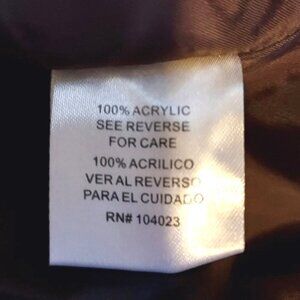 100% ACRYLIC
SEE REVERSE
FOR CARE
100% ACRILICO
VER AL REVERSO
PARA EL CUIDADO
RN# 104023